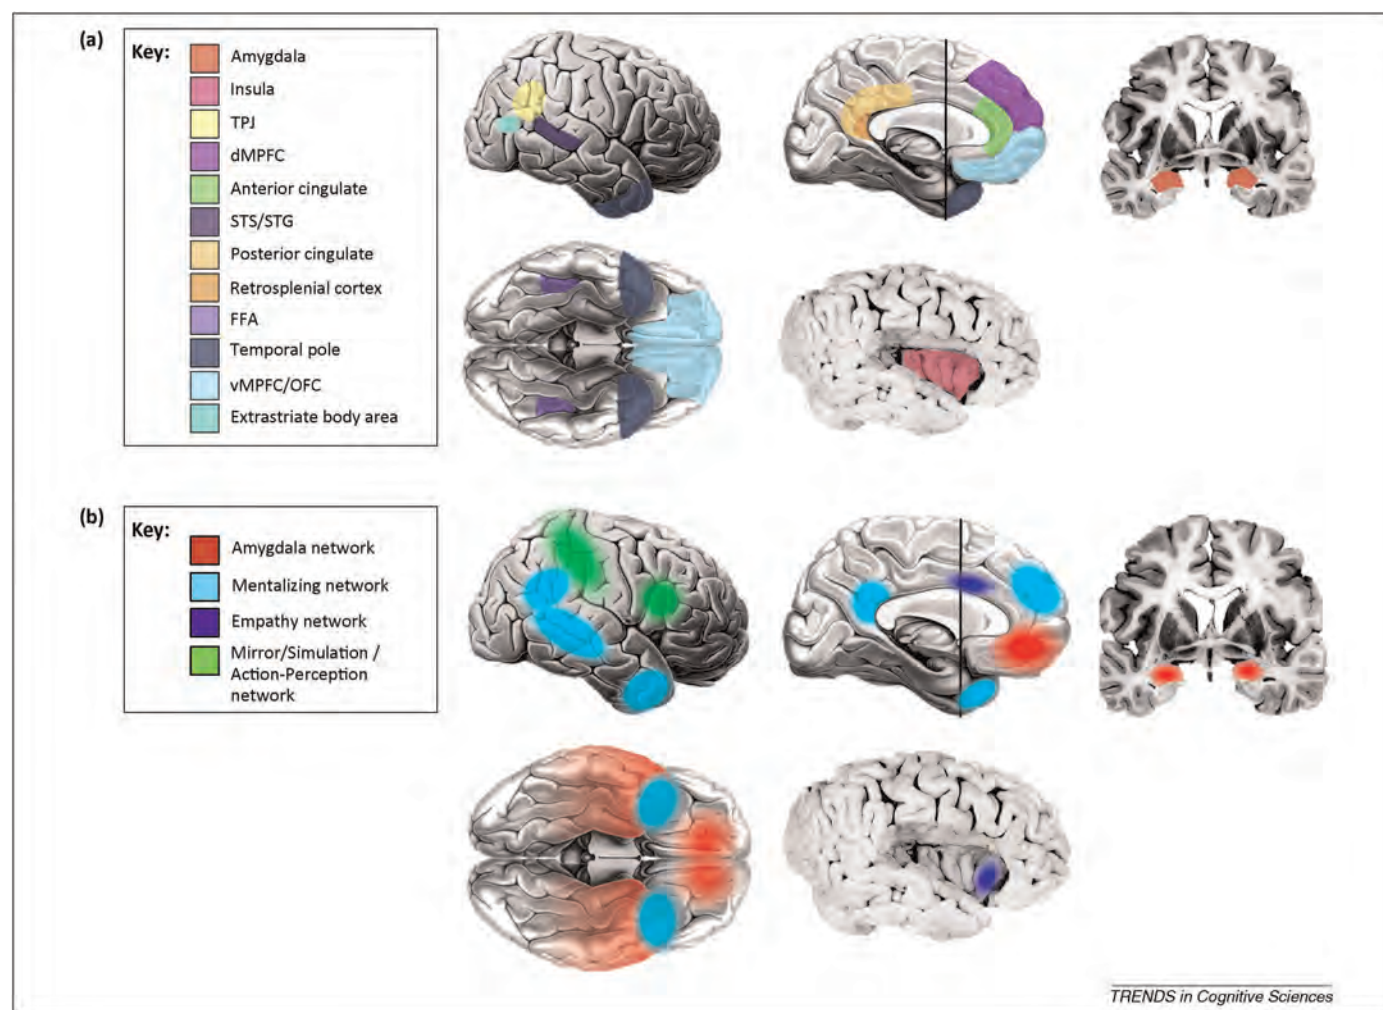 (a)
Key:
Amygdala
Insula
TPJ
dMPFC
Anterior cingulate
STS/STG
Posterior cingulate
Retrosplenial cortex
FFA
Temporal pole
vMPFC/OFC
Extrastriate body area
(b)
Key:
Amygdala network
Mentalizing network
Empathy network
Mirror/Simulation /
Action-Perception
network
TRENDS in Cognitive Sciences